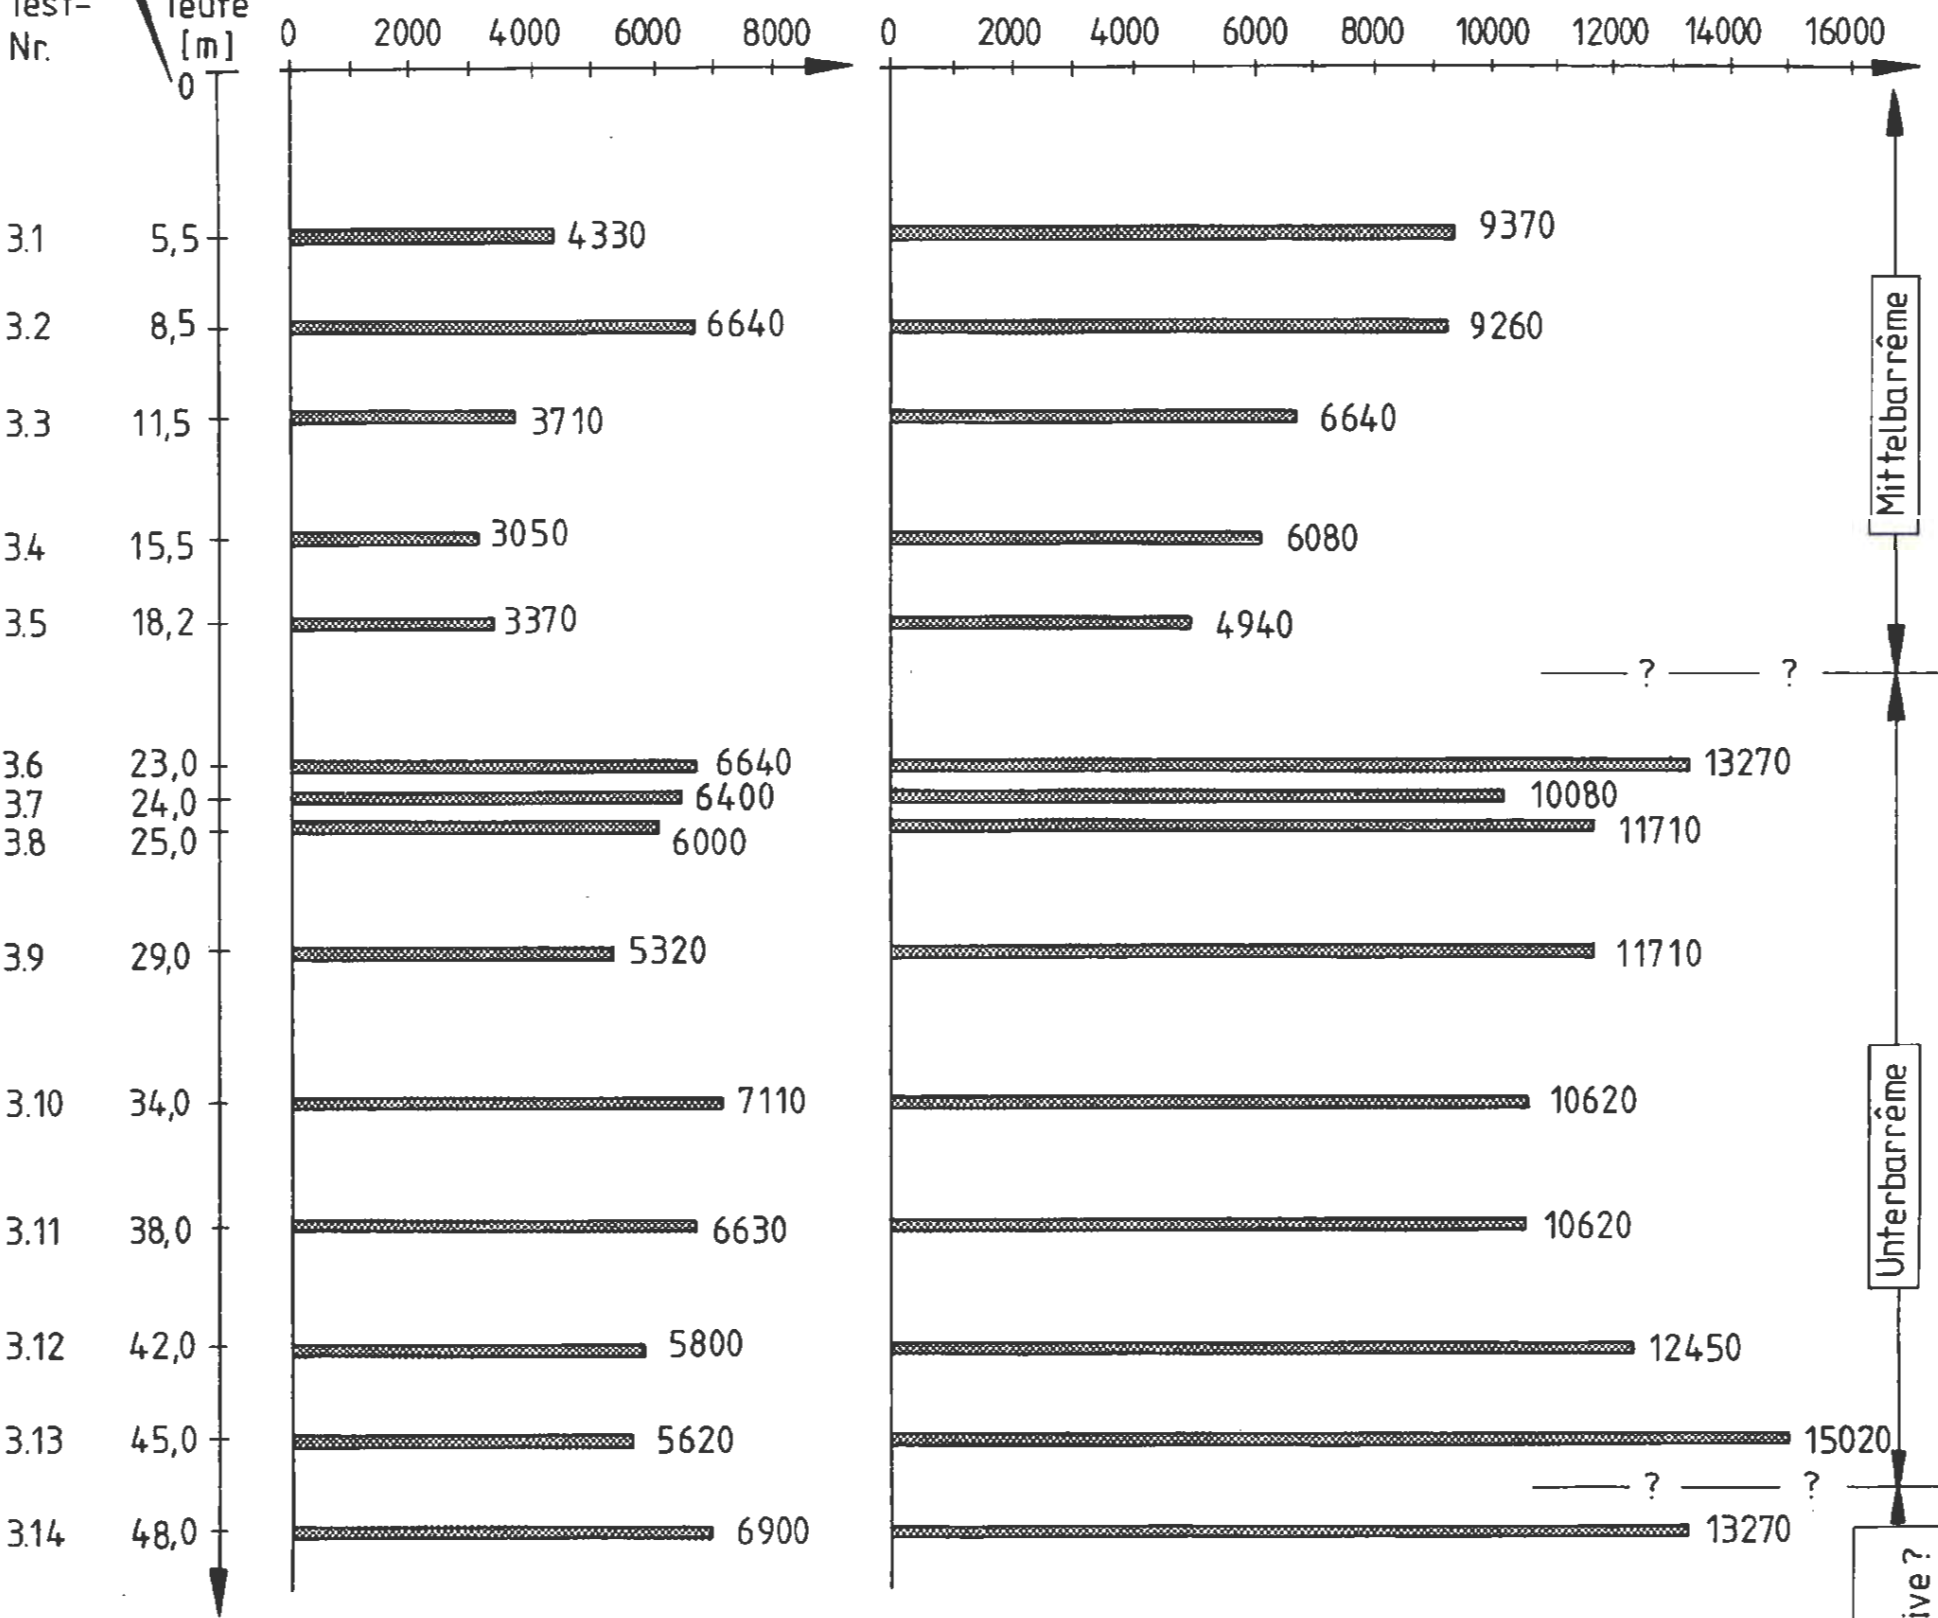 Test- Teufe
Nr. [m] 0 2000 4000 6000 8000 0 2000 4000 6000 8000 10000 12000 14000 16000
0
3.1 5,5 4330 9370
3.2 8,5 6640 9260
3.3 11,5 3710 6640
3.4 15,5 3050 6080
3.5 18,2 3370 4940
Mittelbarrême
? ?
3.6 23,0 6640 13270
3.7 24,0 6400 10080
3.8 25,0 6000 11710
3.9 29,0 5320 11710
3.10 34,0 7110 10620
3.11 38,0 6630 10620
Unterbarrême
3.12 42,0 5800 12450
3.13 45,0 5620 15020
? ?
3.14 48,0 6900 13270
ive?